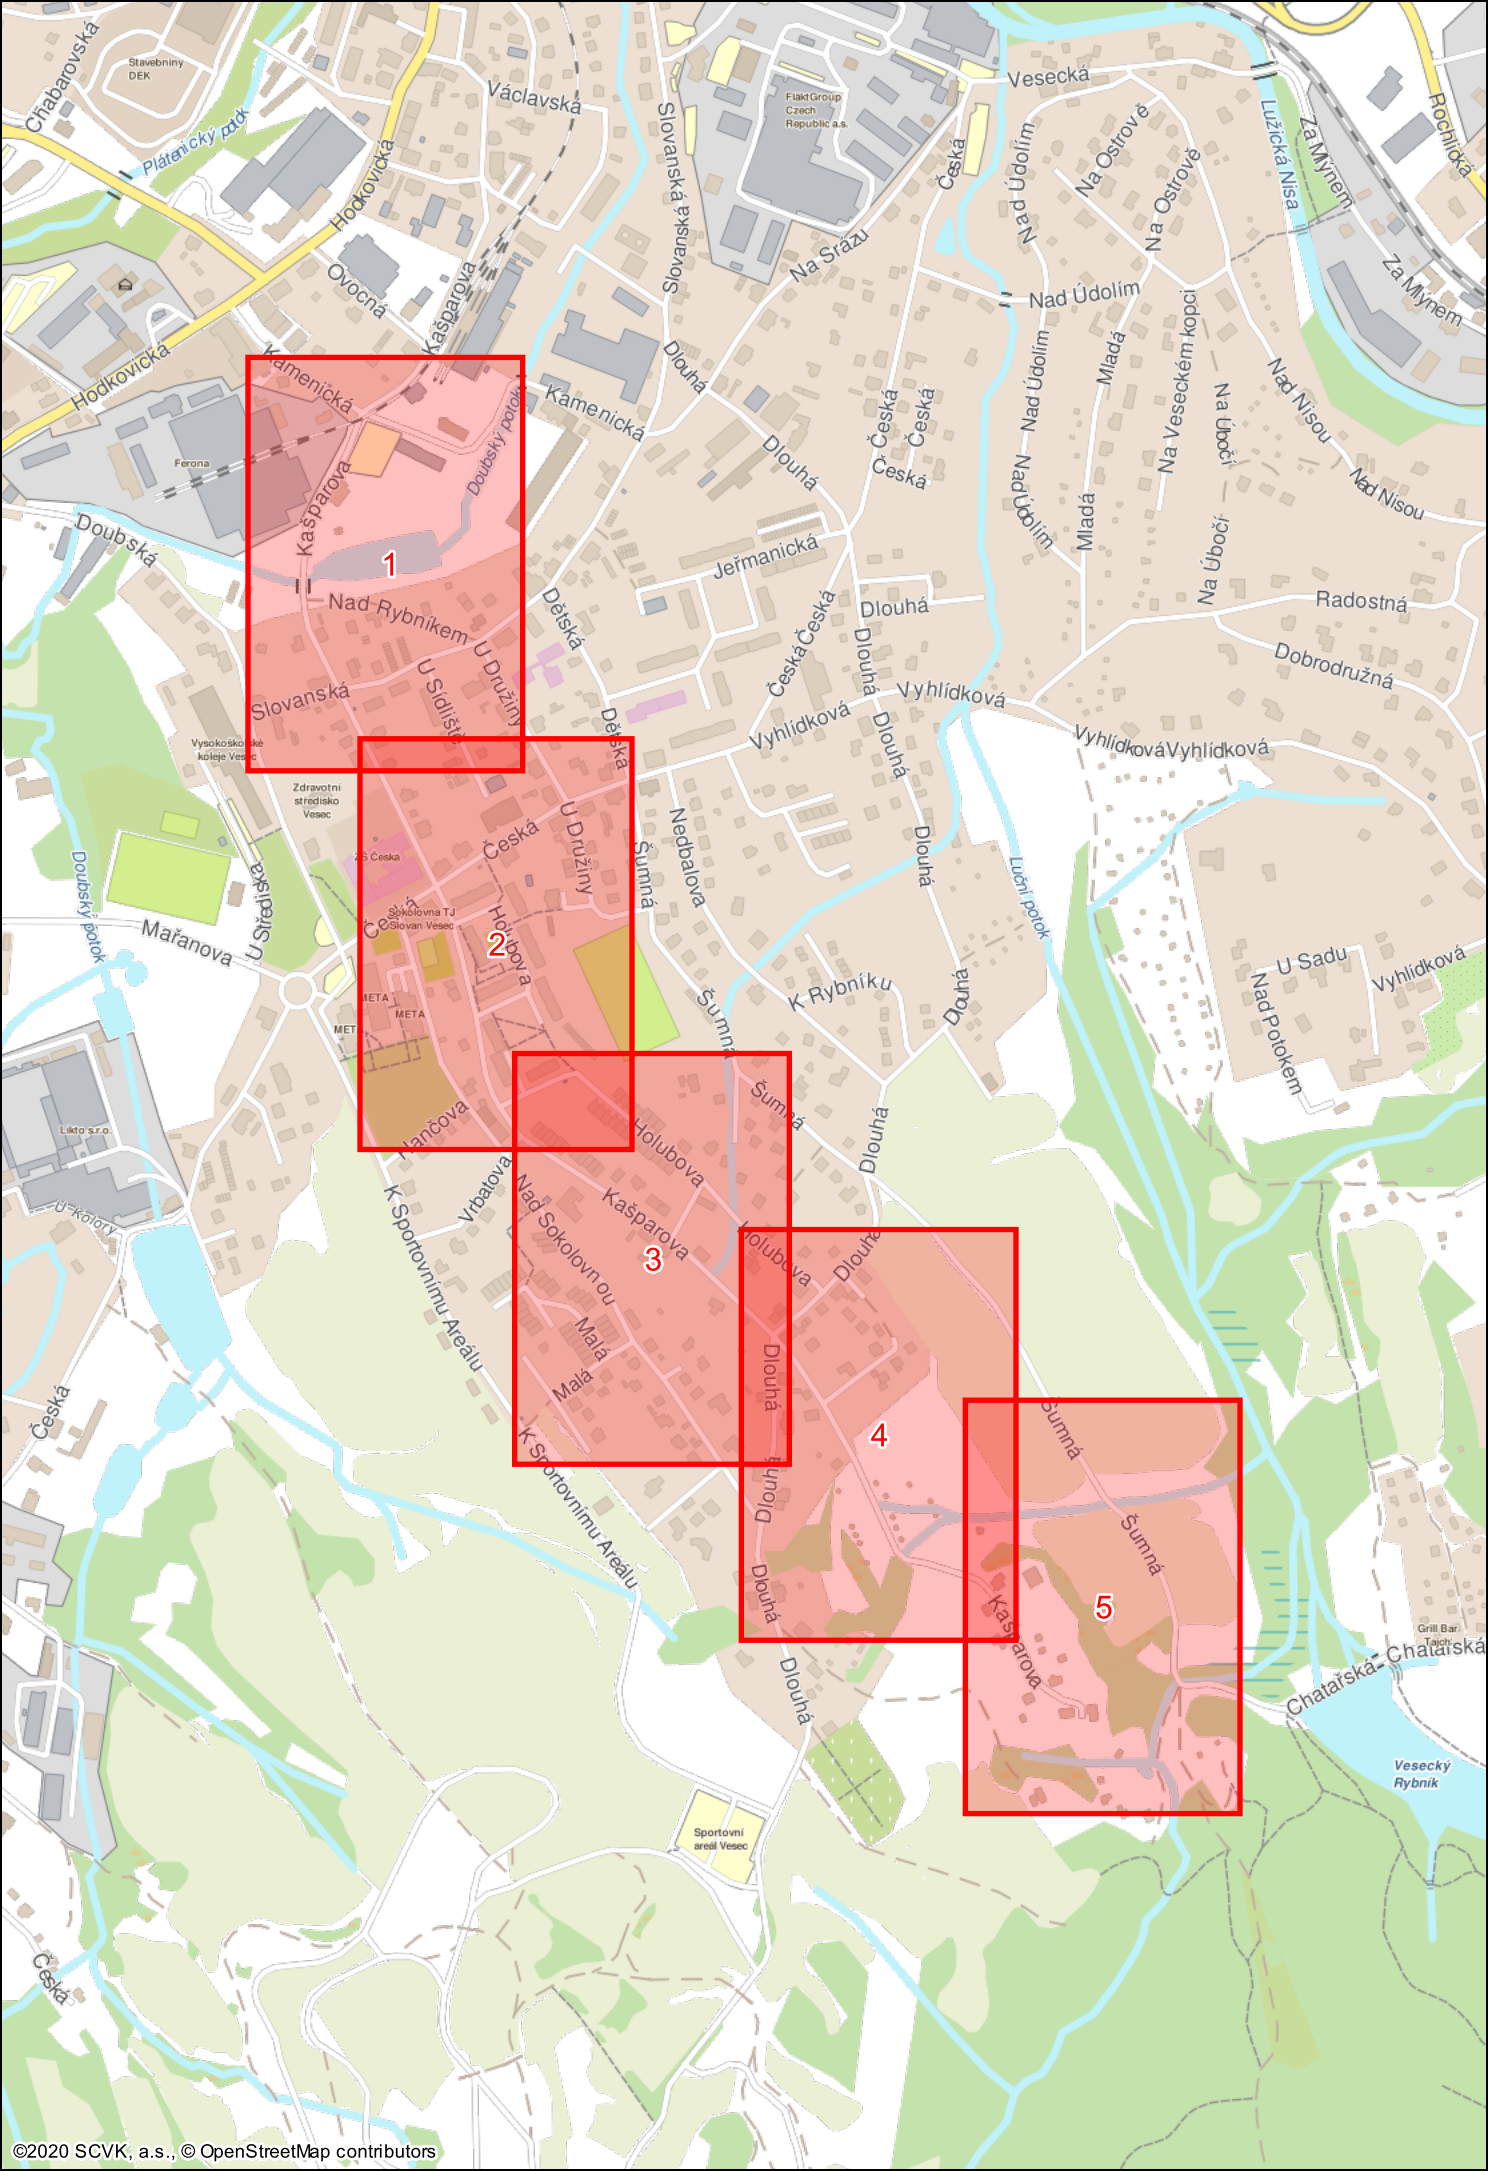 Chabarovská
Stavebniny
DEK
Plátenický potok
Hodkovická
Václavská
Slovanská
Slovanská
FläktGroup
Czech
Republic a.s.
Vesecká
Česká
Nad Údolím
Na Ostrově
Na Ostrově
Lužická Nisa
Za Mlýnem
Rochlická
Na Srázu
Ovocná
Kašparova
Nad Údolím
Za Mlýnem
Hodkovická
Kamenická
Kamenická
Dlouhá
Nad Údolím
Mladá
Na Veseckém kopci
Na Úbočí
Nad Nisou
Ferona
Doubský potok
Dlouhá
Česká
Česká
Česká
Nad Nisou
Kašparova
Doubská
1
Nad Údolím
Mladá
Na Úbočí
Jeřmanická
Nad Rybníkem
Dětská
Česká
Česká
Dlouhá
Dlouhá
Radostná
Dobrodružná
Slovanská
U Sídliště
U Družiny
Dětská
Vyhlídková
Vyhlídková
Dlouhá
Vyhlídková
Vyhlídková
Vysokoškolské
koleje Vesec
Zdravotní
středisko
Vesec
ZŠ Česká
Česká
U Družiny
Šumná
Nedbalova
Dlouhá
Luční potok
Doubský potok
U Střediska
Mařanova
Česká
Sokolovna TJ
Slovan Vesec
Holubova
2
META
META
META
Šumná
K Rybníku
Dlouhá
U Sadu
Vyhlídková
Nad Potokem
Likto s.r.o.
Nančova
Holubova
Šumná
Dlouhá
U Kolory
K Sportovnímu Areálu
Vrbatova
Nad Sokolovnou
Kašparova
3
Holubova
Dlouhá
Malá
Malá
Dlouhá
Česká
K Sportovnímu Areálu
4
Šumná
Dlouhá
Šumná
Dlouhá
Kašparova
5
Grill Bar
Tajch
Chatařská
Chatařská
Dlouhá
Vesecký
Rybník
Sportovní
areál Vesec
Česká
©2020 SCVK, a.s., © OpenStreetMap contributors